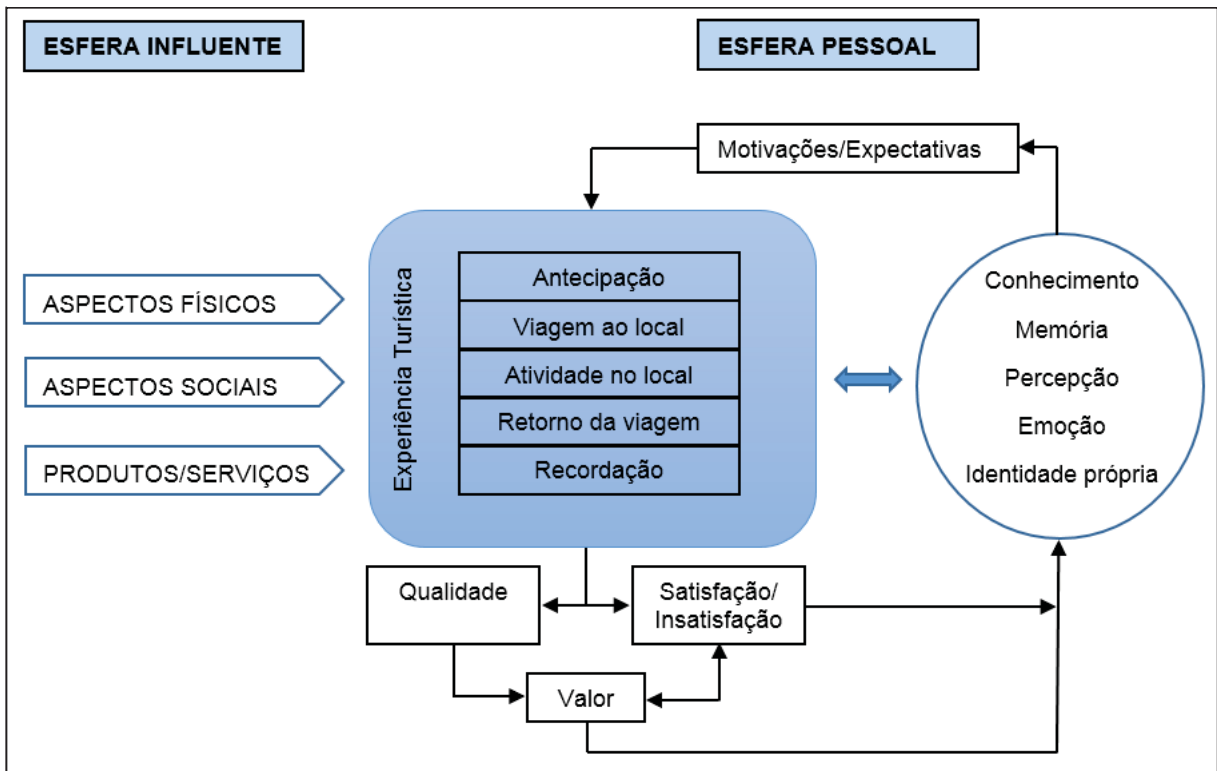 ESFERA INFLUENTE
ESFERA PESSOAL
Motivações/Expectativas
ASPECTOS FÍSICOS
ASPECTOS SOCIAIS
PRODUTOS/SERVIÇOS
Experiência Turística
Antecipação
Viagem ao local
Atividade no local
Retorno da viagem
Recordação
Conhecimento
Memória
Percepção
Emoção
Identidade própria
Qualidade
Satisfação/
Insatisfação
Valor